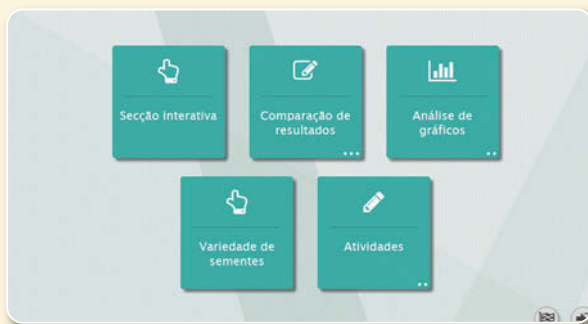 Secção interativa
Comparação de
resultados
Análise de
gráficos
Variedade de
sementes
Atividades